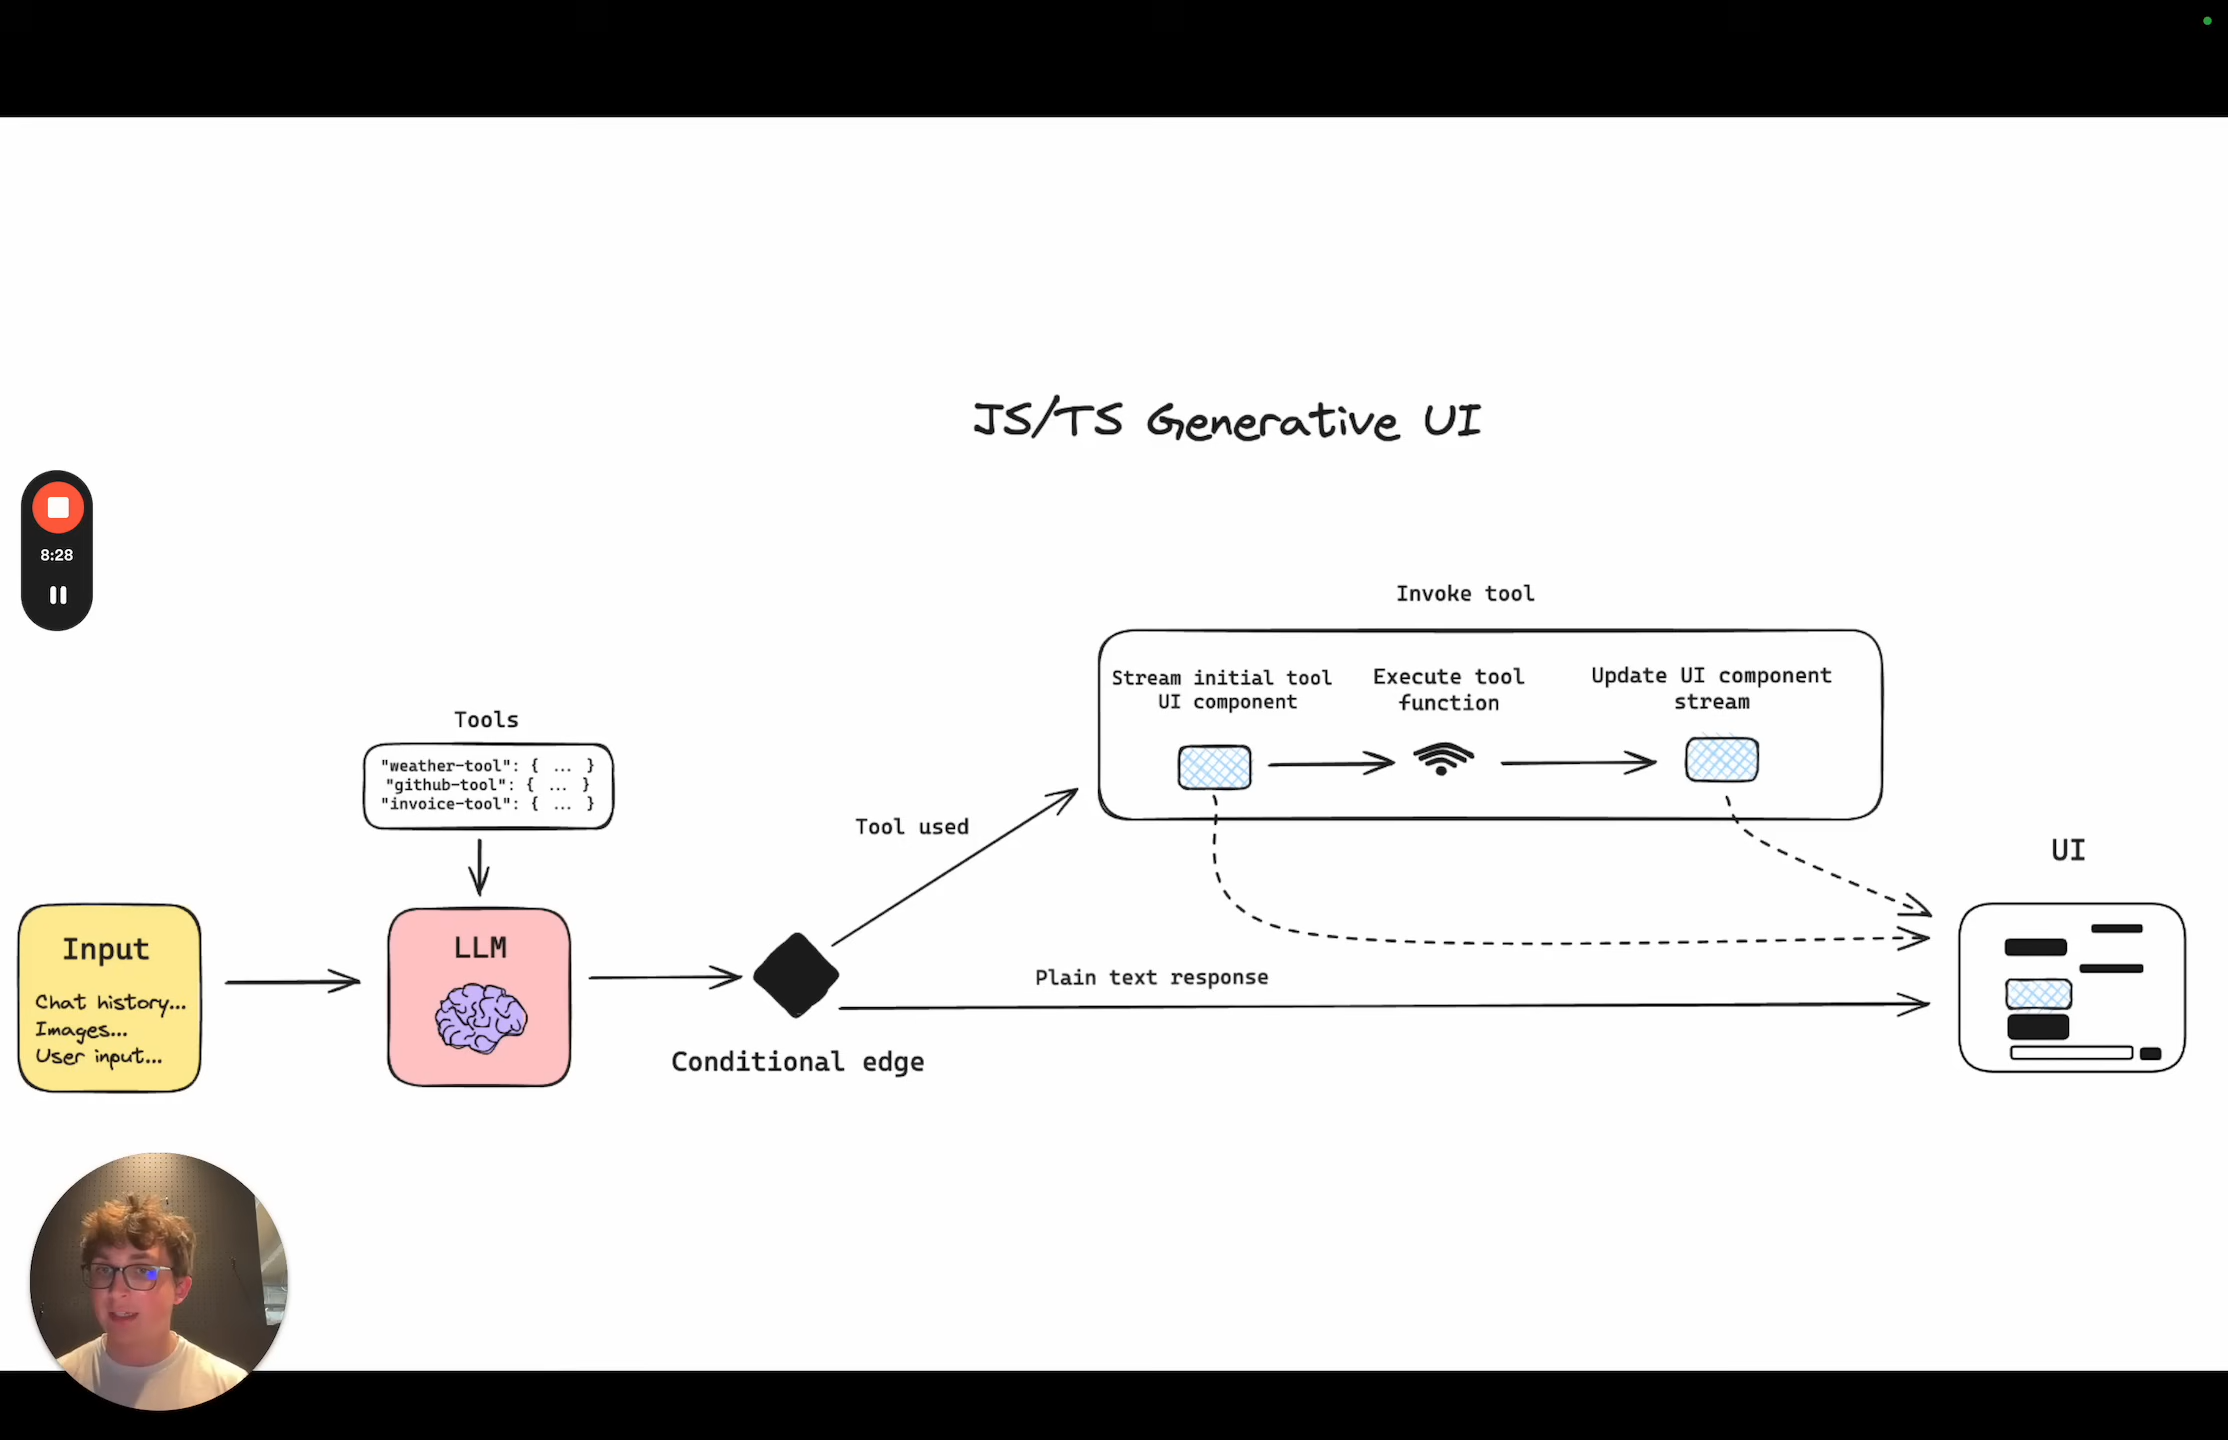 JS/TS Generative UI
8:28
Invoke tool
Stream initial tool
UI component
Execute tool
function
Update UI component
stream
Tools
"weather-tool": { ... }
"github-tool": { ... }
"invoice-tool": { ... }
Tool used
UI
Input
Chat history...
Images...
User input...
LLM
Plain text response
Conditional edge